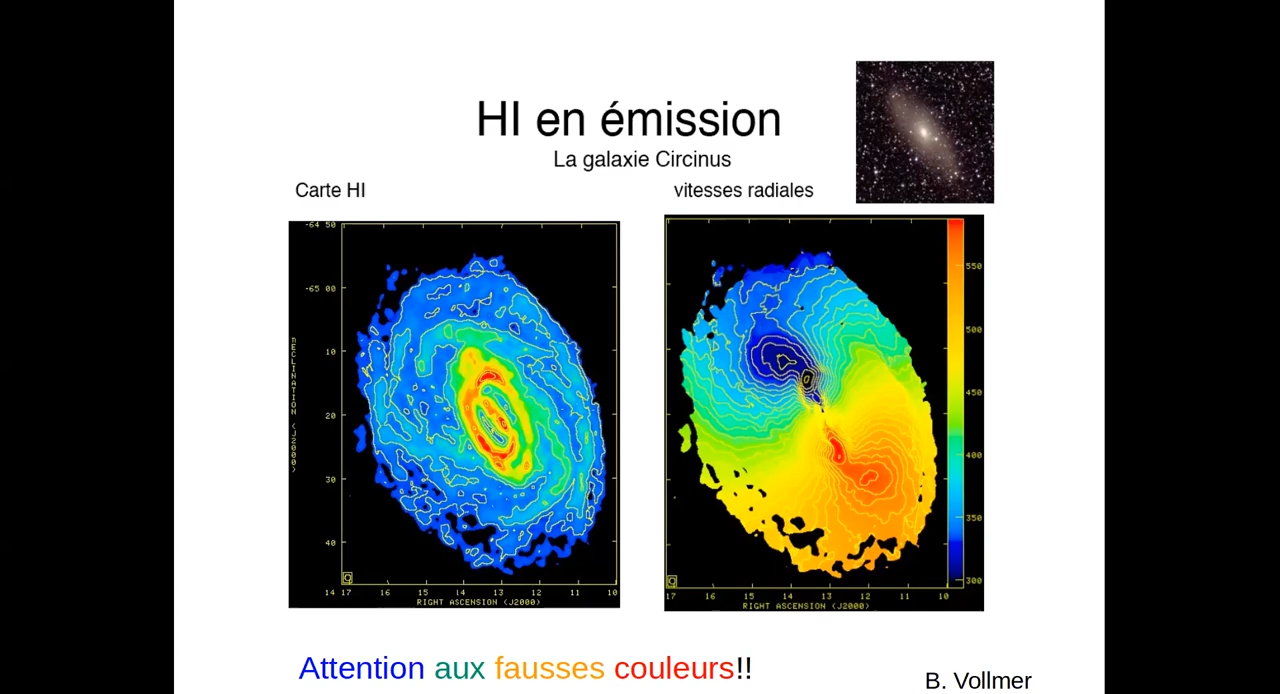 HI en émission
La galaxie Circinus
Carte HI
vitesses radiales
-64 50
-65 00
10
20
30
40
DECLINATION (J2000)
14 17 16 15 14 13 12 11 10
RIGHT ASCENSION (J2000)
550
500
450
400
350
300
17 16 15 14 13 12 11 10
RIGHT ASCENSION (J2000)
Attention aux fausses couleurs!!
B. Vollmer